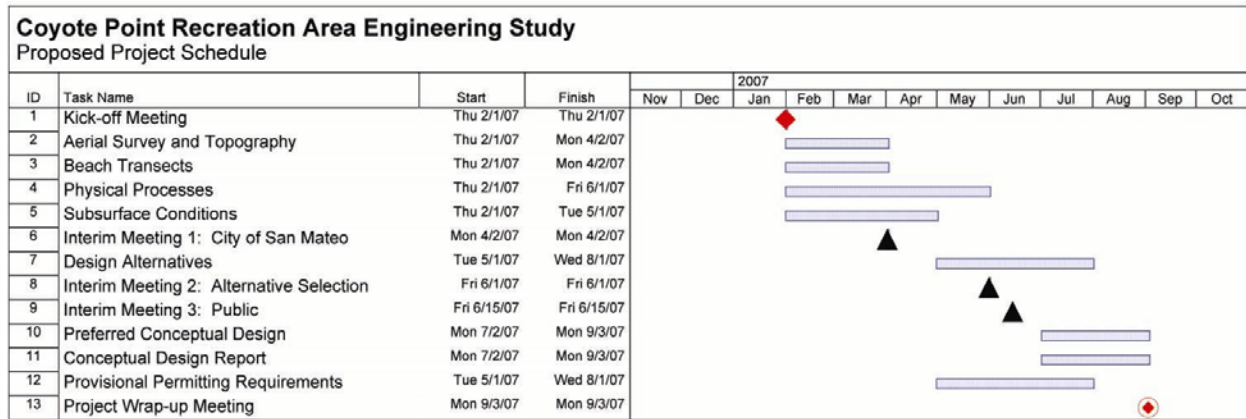 Coyote Point Recreation Area Engineering Study
Proposed Project Schedule
2007
ID Task Name Start Finish Nov Dec Jan Feb Mar Apr May Jun Jul Aug Sep Oct
1 Kick-off Meeting Thu 2/1/07 Thu 2/1/07
2 Aerial Survey and Topography Thu 2/1/07 Mon 4/2/07
3 Beach Transects Thu 2/1/07 Mon 4/2/07
4 Physical Processes Thu 2/1/07 Fri 6/1/07
5 Subsurface Conditions Thu 2/1/07 Tue 5/1/07
6 Interim Meeting 1: City of San Mateo Mon 4/2/07 Mon 4/2/07
7 Design Alternatives Tue 5/1/07 Wed 8/1/07
8 Interim Meeting 2: Alternative Selection Fri 6/1/07 Fri 6/1/07
9 Interim Meeting 3: Public Fri 6/15/07 Fri 6/15/07
10 Preferred Conceptual Design Mon 7/2/07 Mon 9/3/07
11 Conceptual Design Report Mon 7/2/07 Mon 9/3/07
12 Provisional Permitting Requirements Tue 5/1/07 Wed 8/1/07
13 Project Wrap-up Meeting Mon 9/3/07 Mon 9/3/07